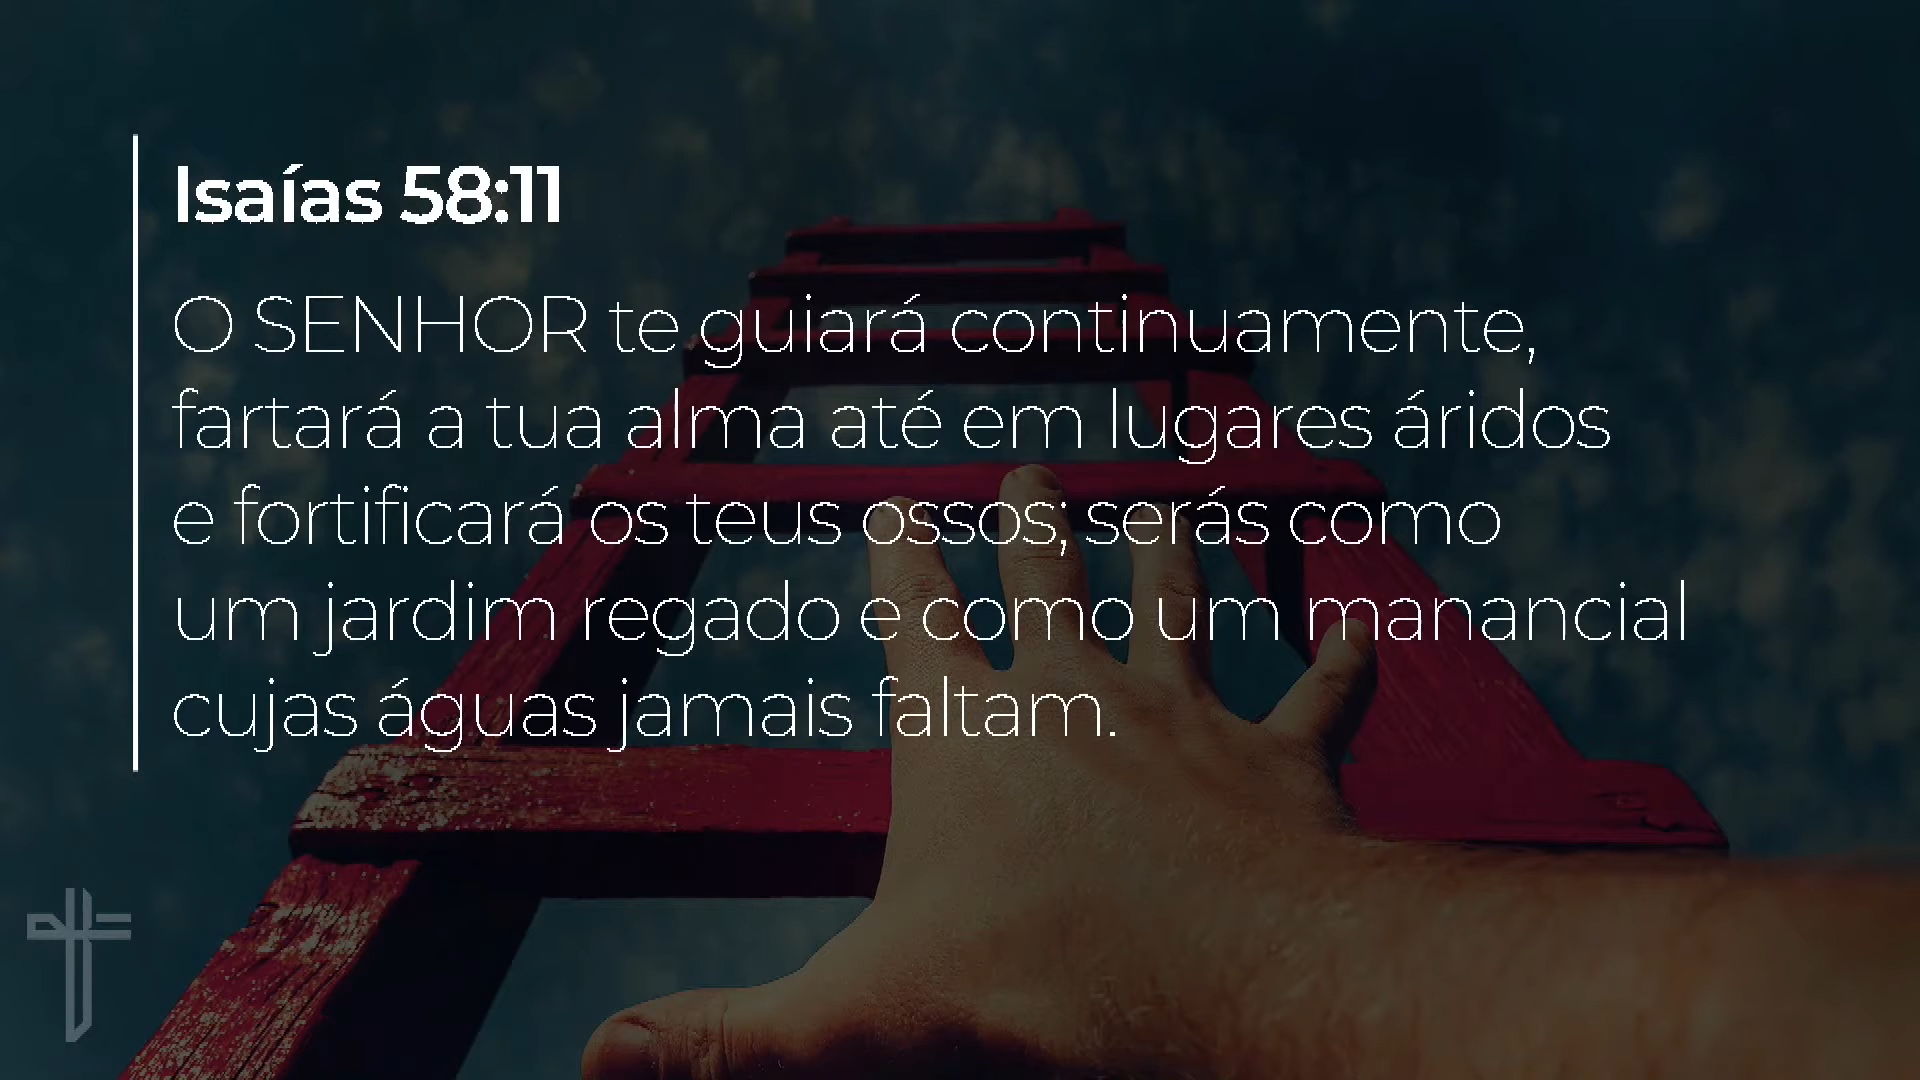 Isaías 58:11
O SENHOR te guiará continuamente,
fartará a tua alma até em lugares áridos
e fortificará os teus ossos; serás como
um jardim regado e como um manancial
cujas águas jamais faltam.